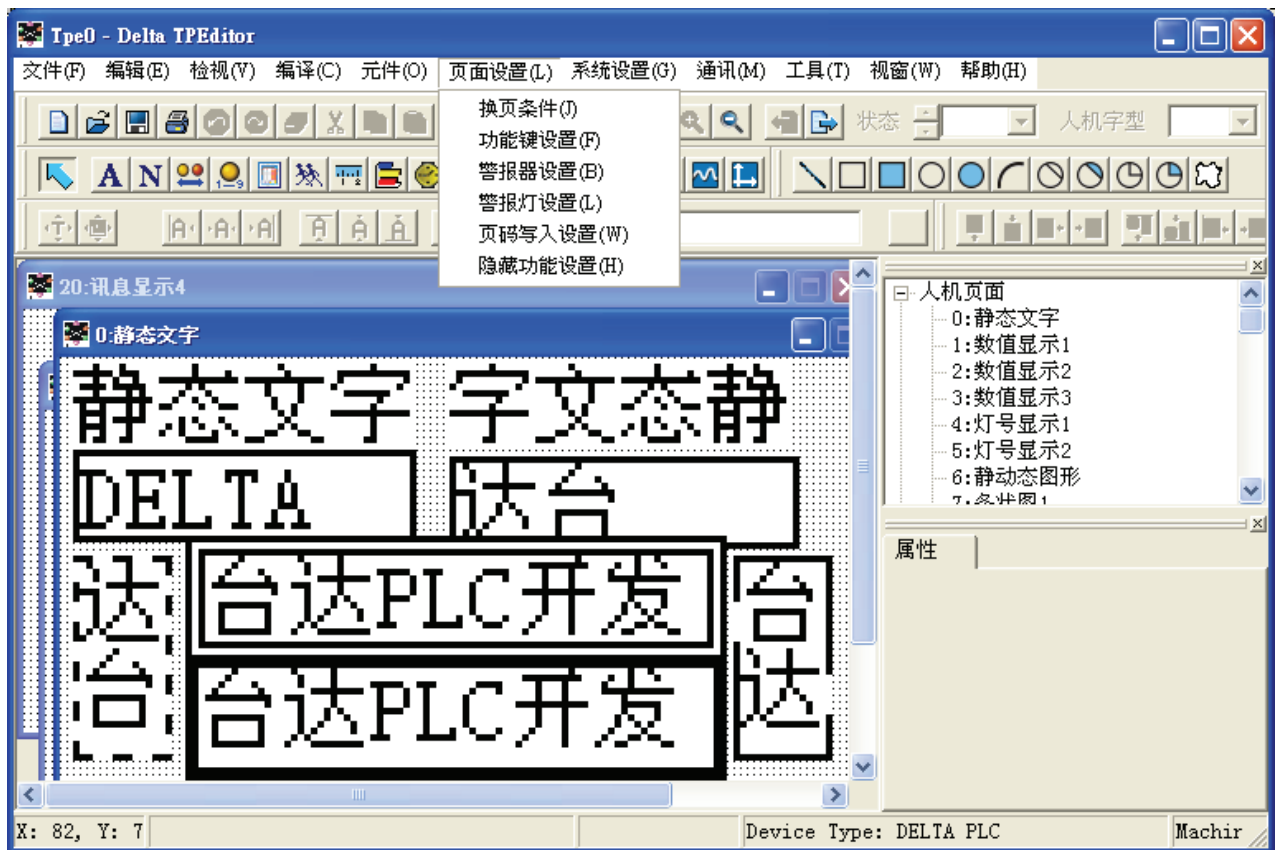 Tpe0 - Delta TPEditor
文件(F) 编辑(E) 检视(V) 编译(C) 元件(O) 页面设置(L) 系统设置(G) 通讯(M) 工具(T) 视窗(W) 帮助(H)
换页条件(J)
功能键设置(F)
警报器设置(B)
警报灯设置(L)
页码写入设置(W)
隐藏功能设置(H)
状态 人机字型
20:讯息显示4
0:静态文字
静态文字 字文态静
DELTA 达台
台达PLC开发
达台
台达
台达PLC开发
人机页面
0:静态文字
1:数值显示1
2:数值显示2
3:数值显示3
4:灯号显示1
5:灯号显示2
6:静动态图形
7:条状图1
属性
X: 82, Y: 7
Device Type: DELTA PLC
Machir